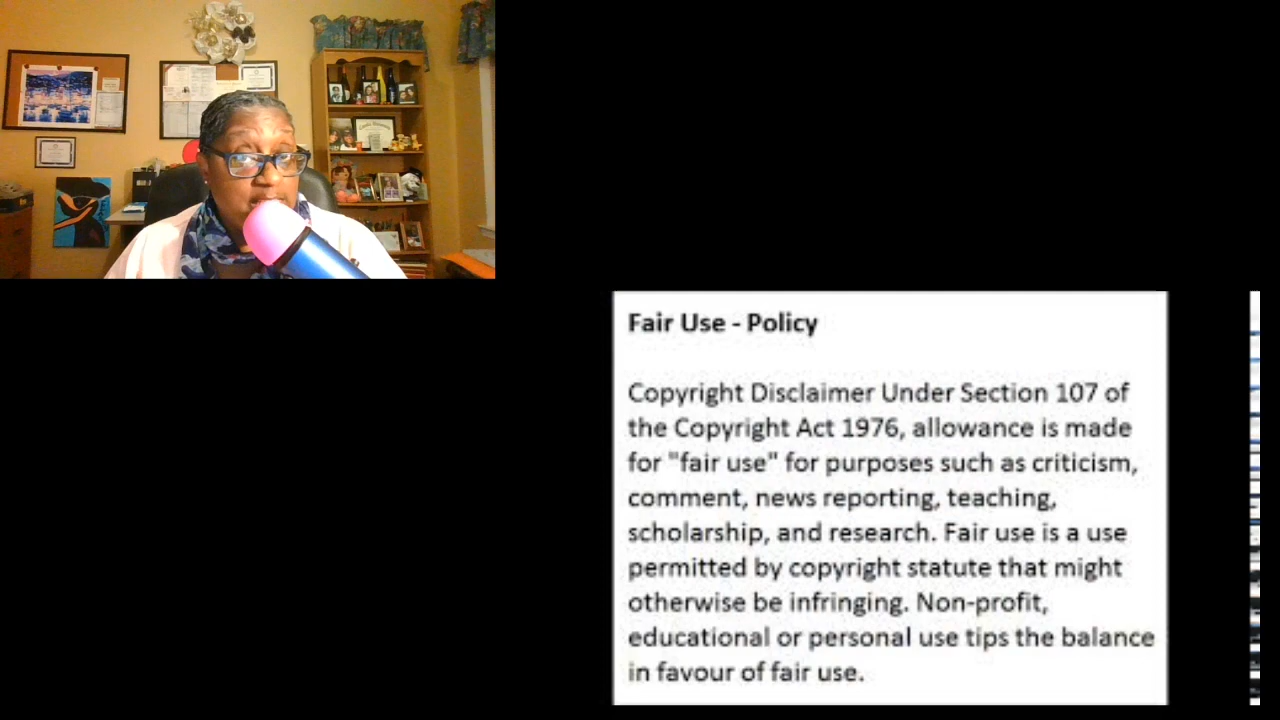 Fair Use - Policy
Copyright Disclaimer Under Section 107 of
the Copyright Act 1976, allowance is made
for "fair use" for purposes such as criticism,
comment, news reporting, teaching,
scholarship, and research. Fair use is a use
permitted by copyright statute that might
otherwise be infringing. Non-profit,
educational or personal use tips the balance
in favour of fair use.